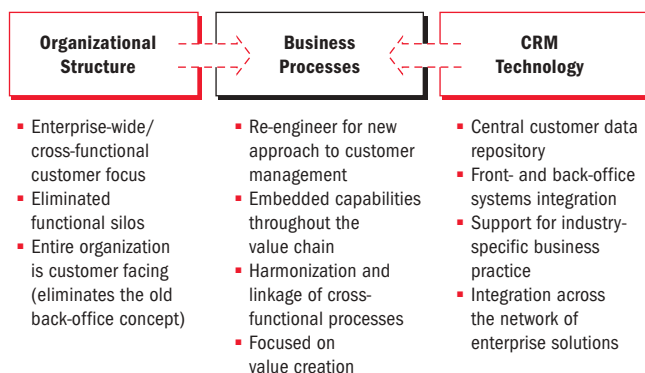 Organizational
Structure
Business
Processes
CRM
Technology
▪ Enterprise-wide/
cross-functional
customer focus
▪ Eliminated
functional silos
▪ Entire organization
is customer facing
(eliminates the old
back-office concept)
▪ Re-engineer for new
approach to customer
management
▪ Embedded capabilities
throughout the
value chain
▪ Harmonization and
linkage of cross-
functional processes
▪ Focused on
value creation
▪ Central customer data
repository
▪ Front- and back-office
systems integration
▪ Support for industry-
specific business
practice
▪ Integration across
the network of
enterprise solutions